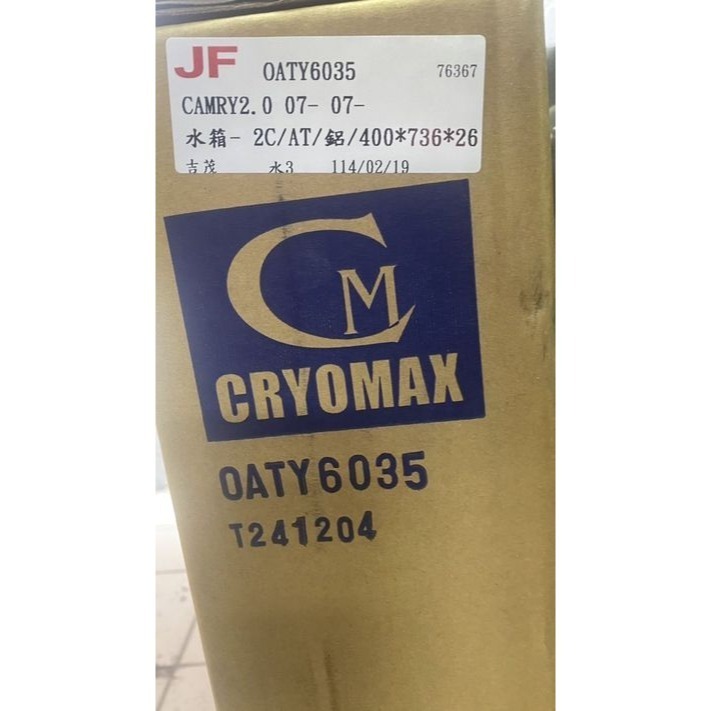 JF OATY6035 76367
CAMRY2.0 07- 07-
水箱- 2C/AT/鋁/400*736*26
吉茂 水3 114/02/19
CM
CRYOMAX
OATY6035
T241204